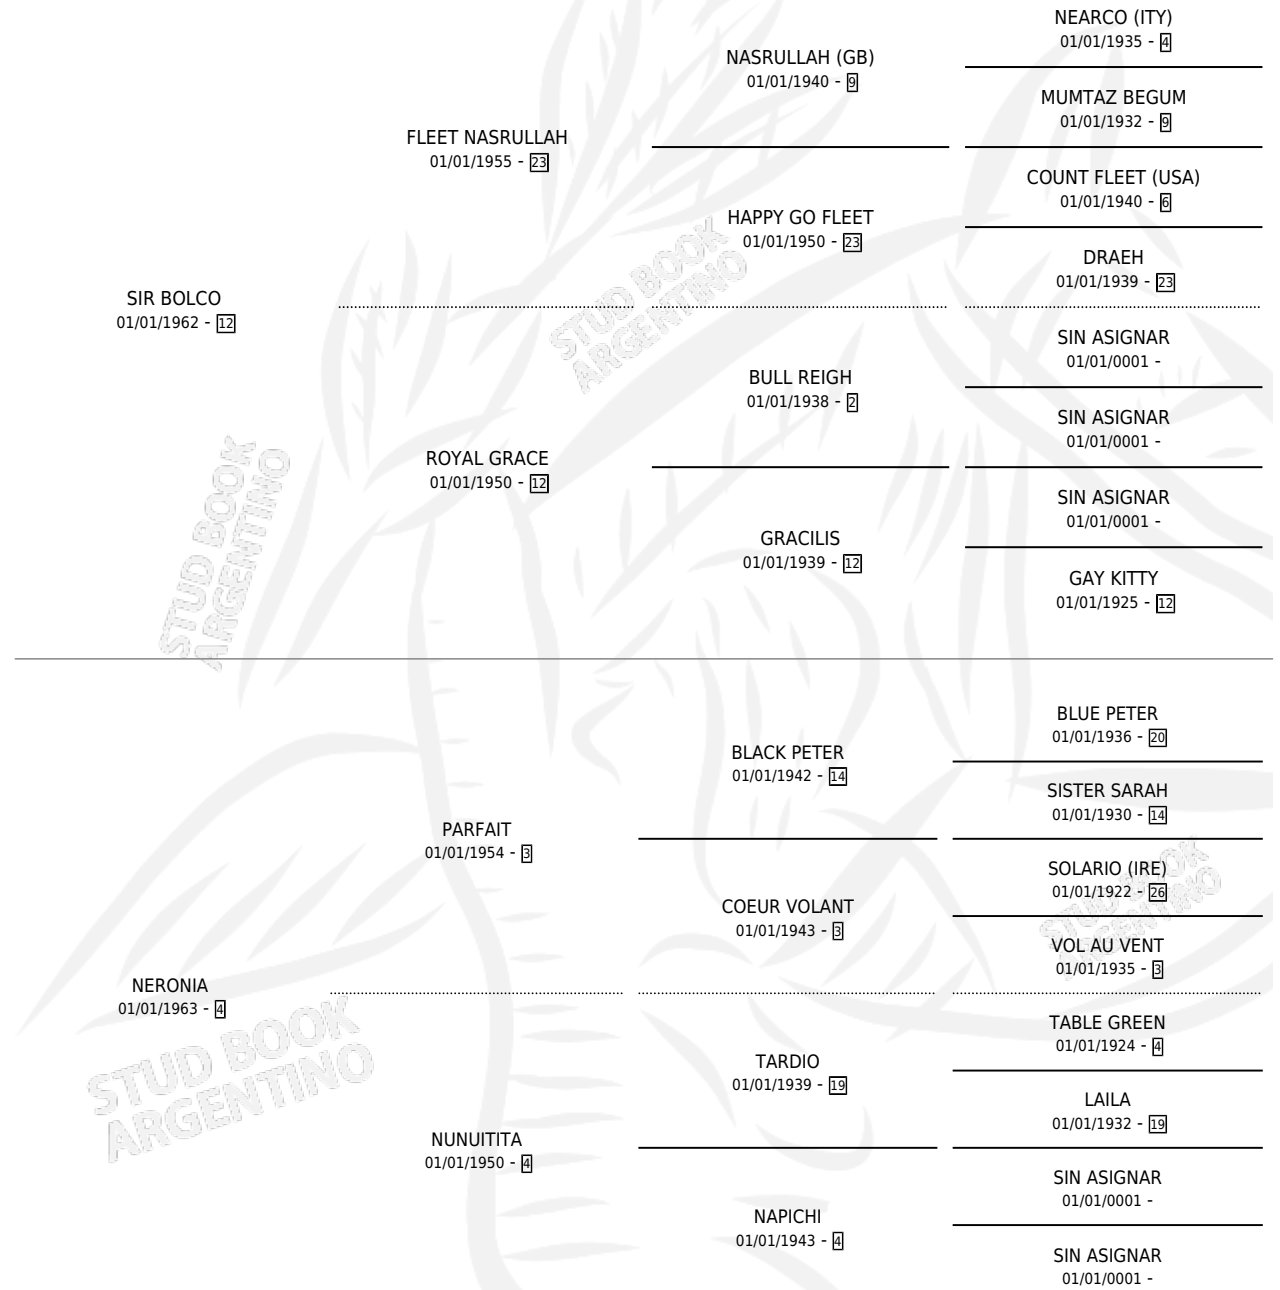 NEARCO (ITY)
01/01/1935 - 4
NASRULLAH (GB)
01/01/1940 - 9
MUMTAZ BEGUM
01/01/1932 - 9
FLEET NASRULLAH
01/01/1955 - 23
COUNT FLEET (USA)
01/01/1940 - 6
HAPPY GO FLEET
01/01/1950 - 23
DRAEH
01/01/1939 - 23
SIR BOLCO
01/01/1962 - 12
STUD BOOK
ARGENTINO
SIN ASIGNAR
01/01/0001 -
BULL REIGH
01/01/1938 - 2
SIN ASIGNAR
01/01/0001 -
ROYAL GRACE
01/01/1950 - 12
STUD BOOK
ARGENTINO
SIN ASIGNAR
01/01/0001 -
GRACILIS
01/01/1939 - 12
GAY KITTY
01/01/1925 - 12
BLUE PETER
01/01/1936 - 20
BLACK PETER
01/01/1942 - 14
SISTER SARAH
01/01/1930 - 14
PARFAIT
01/01/1954 - 3
SOLARIO (IRE)
01/01/1922 - 26
STUD BOOK
ARGENTINO
COEUR VOLANT
01/01/1943 - 3
VOL AU VENT
01/01/1935 - 3
NERONIA
01/01/1963 - 4
STUD BOOK
ARGENTINO
TABLE GREEN
01/01/1924 - 4
TARDIO
01/01/1939 - 19
LAILA
01/01/1932 - 19
NUNUITITA
01/01/1950 - 4
SIN ASIGNAR
01/01/0001 -
NAPICHI
01/01/1943 - 4
SIN ASIGNAR
01/01/0001 -